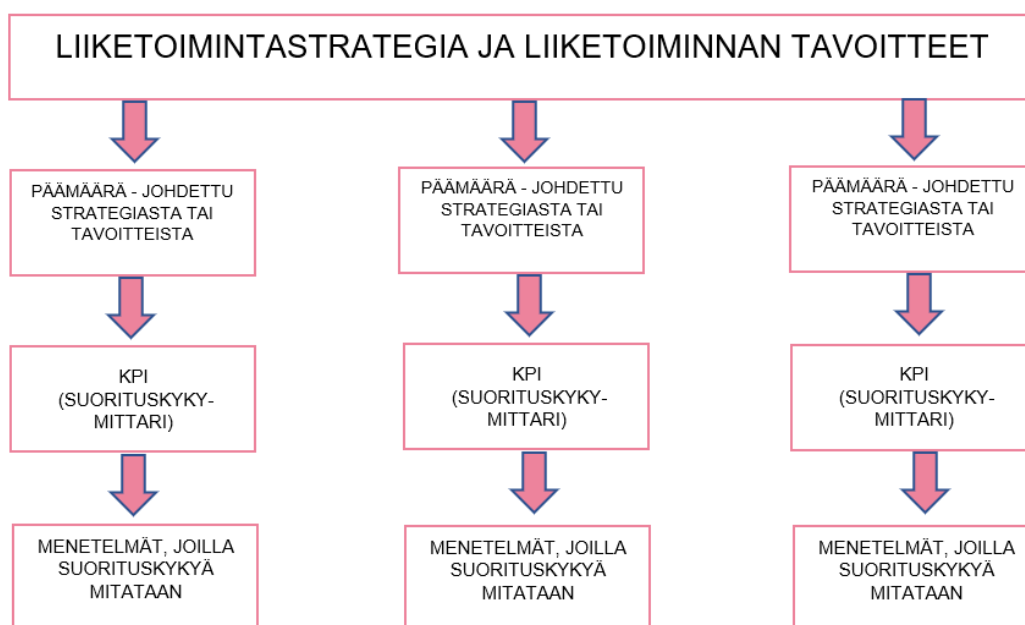 LIIKETOIMINTASTRATEGIA JA LIIKETOIMINNAN TAVOITTEET
PÄÄMÄÄRÄ - JOHDETTU
STRATEGIASTA TAI
TAVOITTEISTA
PÄÄMÄÄRÄ - JOHDETTU
STRATEGIASTA TAI
TAVOITTEISTA
PÄÄMÄÄRÄ - JOHDETTU
STRATEGIASTA TAI
TAVOITTEISTA
KPI
(SUORITUSKYKY-
MITTARI)
KPI
(SUORITUSKYKY-
MITTARI)
KPI
(SUORITUSKYKY-
MITTARI)
MENETELMÄT, JOILLA
SUORITUSKYKYÄ
MITATAAN
MENETELMÄT, JOILLA
SUORITUSKYKYÄ
MITATAAN
MENETELMÄT, JOILLA
SUORITUSKYKYÄ
MITATAAN